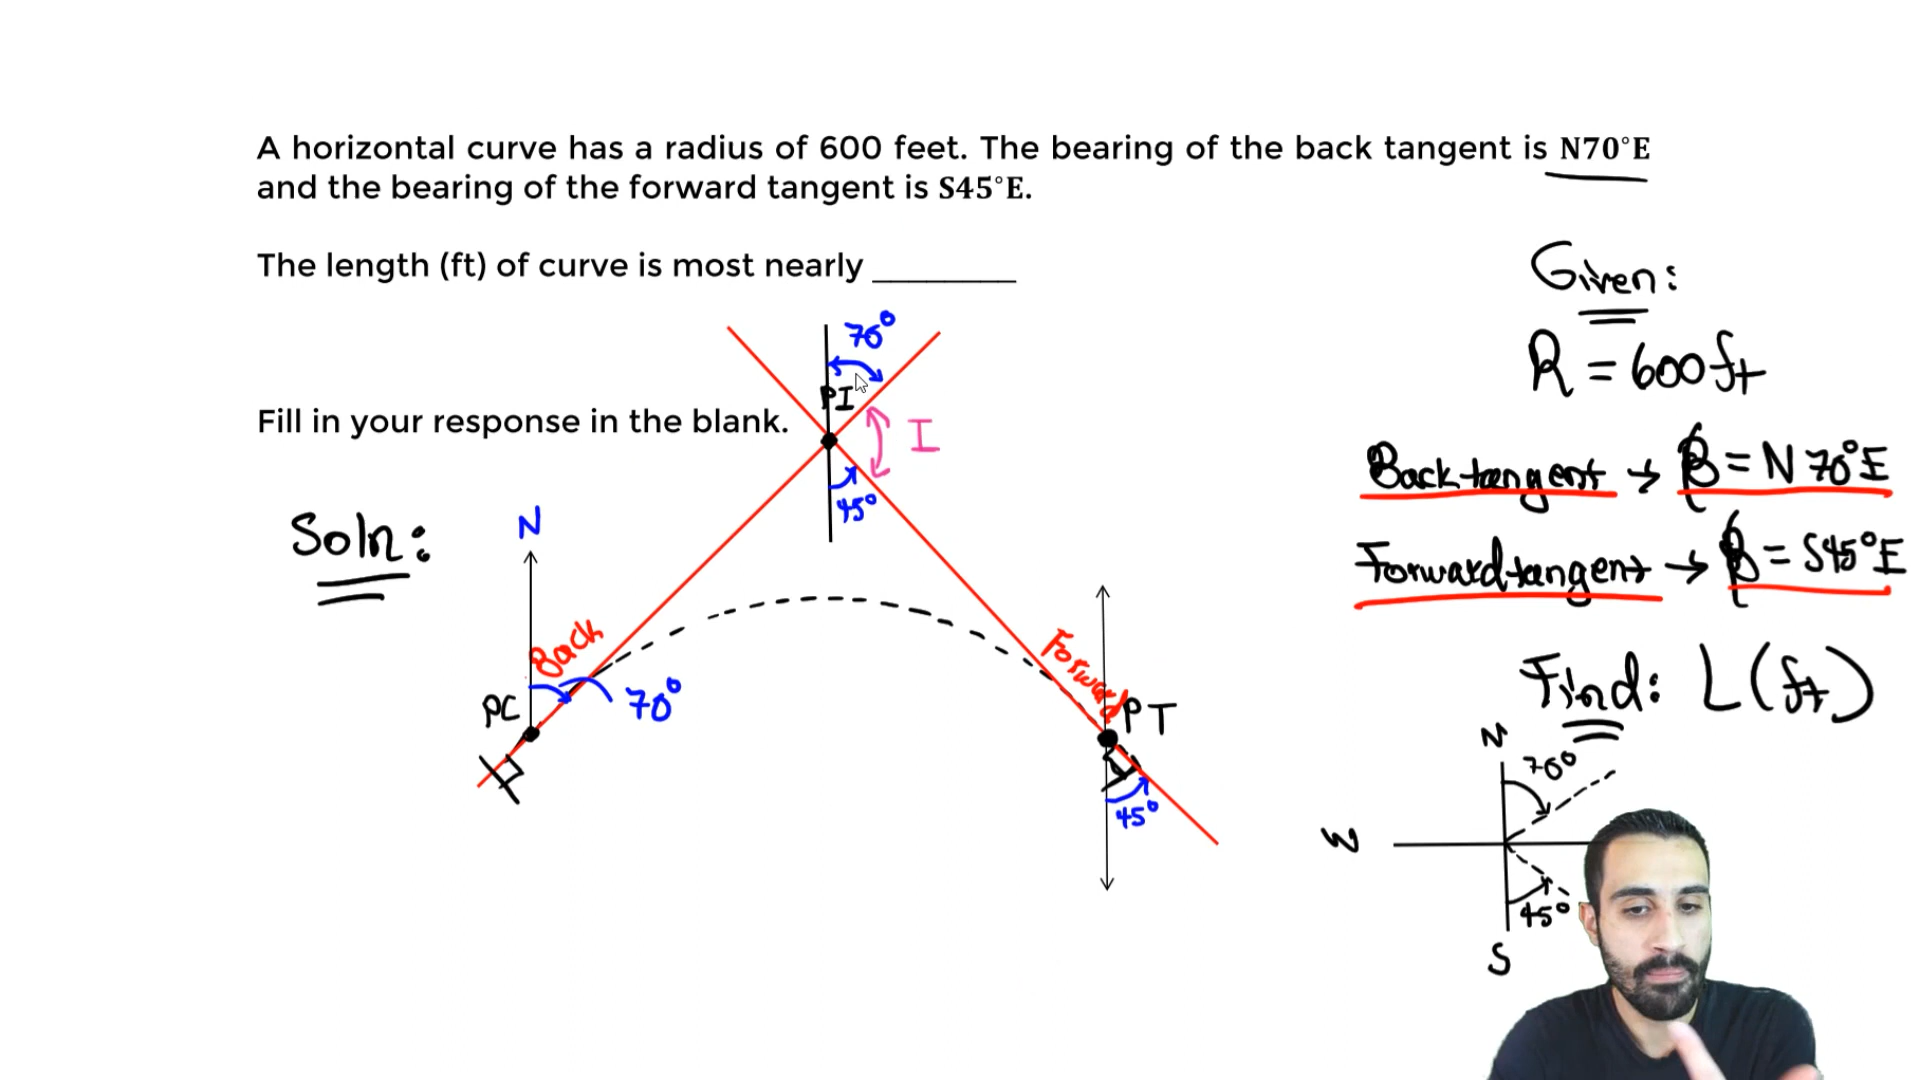 A horizontal curve has a radius of 600 feet. The bearing of the back tangent is N70°E
and the bearing of the forward tangent is S45°E.
The length (ft) of curve is most nearly ________
Fill in your response in the blank.
Given:
R = 600ft
Back tangent → β = N 70°E
Forward tangent → β = S45°E
Find: L (ft)
Soln:
70°
PI
I
45°
N
Back
PC
70°
Forward
PT
45°
N
70°
W
45°
S